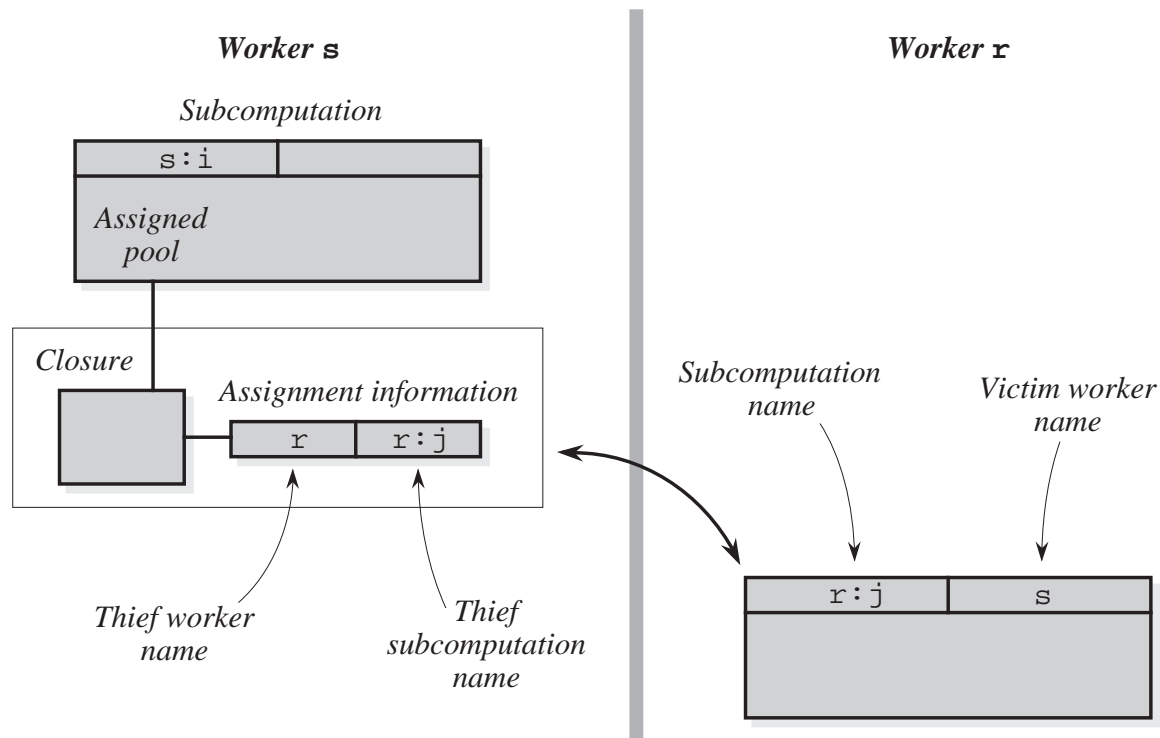 Worker s
Worker r
Subcomputation
s:i
Assigned
pool
Closure
Assignment information
r
r:j
Thief worker
name
Thief
subcomputation
name
Subcomputation
name
Victim worker
name
r:j
s